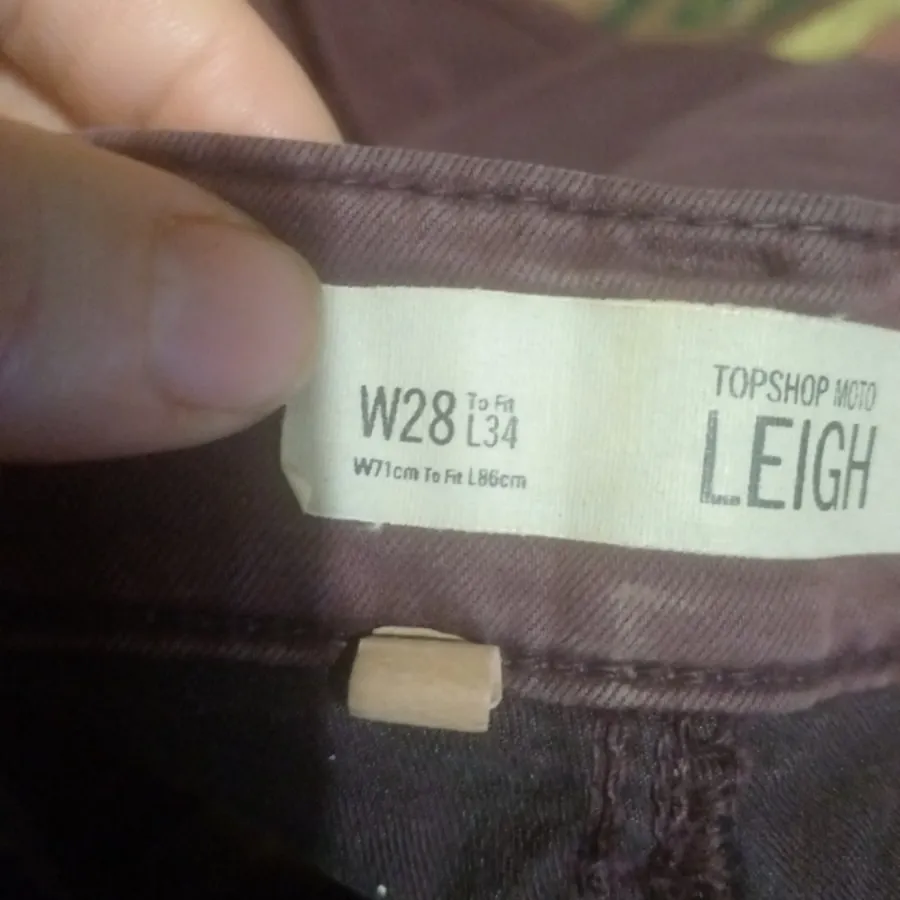 W28 To Fit L34
W71cm To Fit L86cm
TOPSHOP MOTO
LEIGH